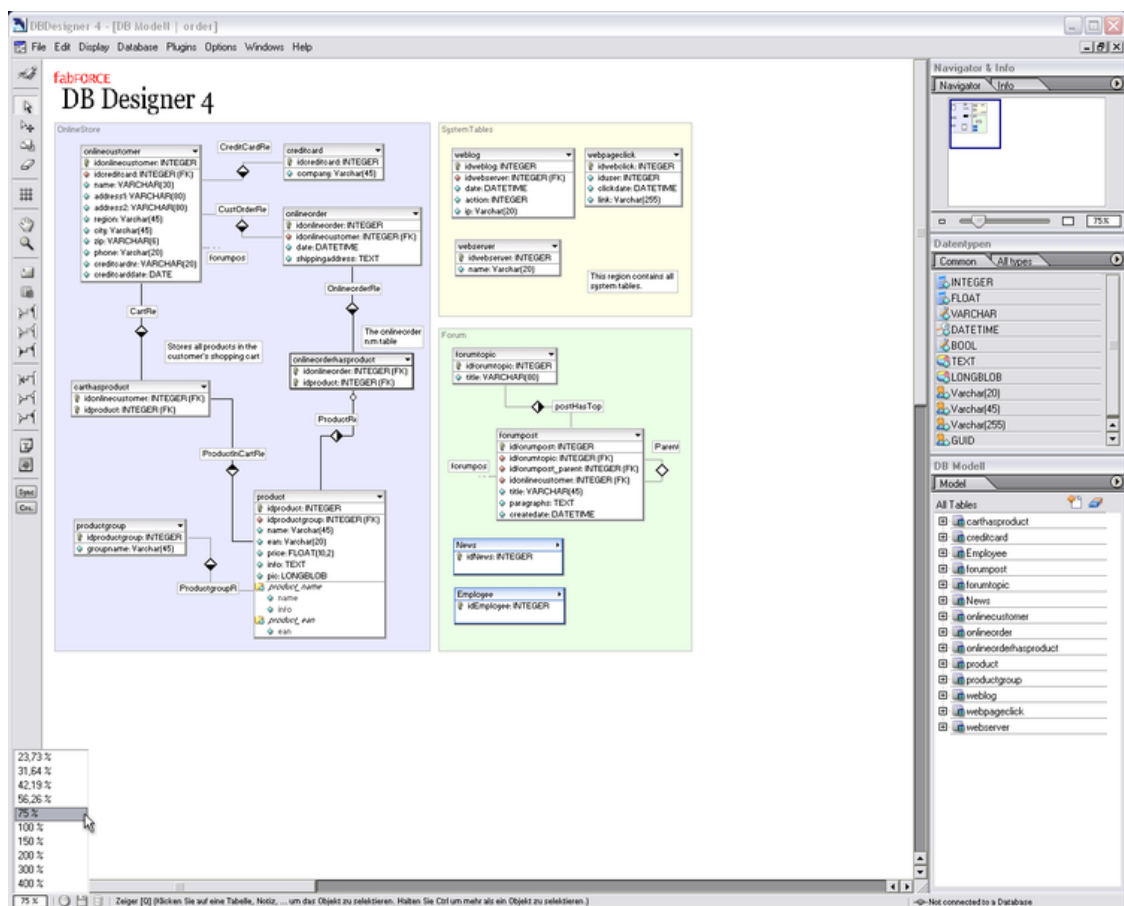 DBDesigner 4 - [DB Modell | order]
File Edit Display Database Plugins Options Windows Help
fabFORCE
DB Designer 4
OnlineStore
onlinecustomer
idonlinecustomer: INTEGER
idcreditcard: INTEGER (FK)
name: VARCHAR(30)
address1: VARCHAR(80)
address2: VARCHAR(80)
region: Varchar(45)
city: Varchar(45)
zip: VARCHAR(6)
phone: Varchar(20)
creditcardnr: VARCHAR(20)
creditcarddate: DATE
CreditCardRe
creditcard
idcreditcard: INTEGER
company: Varchar(45)
CustOrderRe
onlineorder
idonlineorder: INTEGER
idonlinecustomer: INTEGER (FK)
date: DATETIME
shippingaddress: TEXT
forumpos
OnlineorderRe
CartRe
The onlineorder
n:m table
Stores all products in the
customer's shopping cart
onlineorderhasproduct
idonlineorder: INTEGER (FK)
idproduct: INTEGER (FK)
carthasproduct
idonlinecustomer: INTEGER (FK)
idproduct: INTEGER (FK)
ProductRe
ProductInCartRe
product
idproduct: INTEGER
idproductgroup: INTEGER (FK)
name: Varchar(45)
ean: Varchar(20)
price: FLOAT(10,2)
info: TEXT
pic: LONGBLOB
product_name
name
info
product_ean
ean
productgroup
idproductgroup: INTEGER
groupname: Varchar(45)
ProductgroupR
SystemTables
weblog
idweblog: INTEGER
idwebserver: INTEGER (FK)
date: DATETIME
action: INTEGER
ip: Varchar(20)
webpageclick
idwebclick: INTEGER
iduser: INTEGER
clickdate: DATETIME
link: Varchar(255)
webserver
idwebserver: INTEGER
name: Varchar(20)
This region contains all
system tables.
Forum
forumtopic
idforumtopic: INTEGER
title: VARCHAR(80)
postHasTop
forumpost
idforumpost: INTEGER
idforumtopic: INTEGER (FK)
idforumpost_parent: INTEGER (FK)
idonlinecustomer: INTEGER (FK)
title: VARCHAR(45)
paragraphs: TEXT
createdate: DATETIME
forumpos
Parent
News
idNews: INTEGER
Employee
idEmployee: INTEGER
Navigator & Info
Navigator Info
75%
Datentypen
Common All types
INTEGER
FLOAT
VARCHAR
DATETIME
BOOL
TEXT
LONGBLOB
Varchar(20)
Varchar(45)
Varchar(255)
GUID
DB Modell
Model
All Tables
carthasproduct
creditcard
Employee
forumpost
forumtopic
News
onlinecustomer
onlineorder
onlineorderhasproduct
product
productgroup
weblog
webpageclick
webserver
Sync
23,73 %
31,64 %
42,19 %
56,26 %
75 %
100 %
150 %
200 %
300 %
400 %
75 %
Zeiger [Q] (Klicken Sie auf eine Tabelle, Notiz, ... um das Objekt zu selektieren. Halten Sie Ctrl um mehr als ein Objekt zu selektieren.)
Not connected to a Database